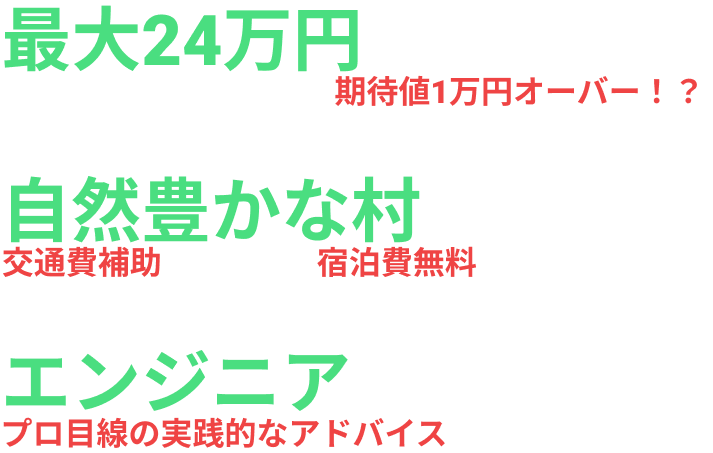 最大24万円
期待値1万円オーバー！？
自然豊かな村
交通費補助 宿泊費無料
エンジニア
プロ目線の実践的なアドバイス